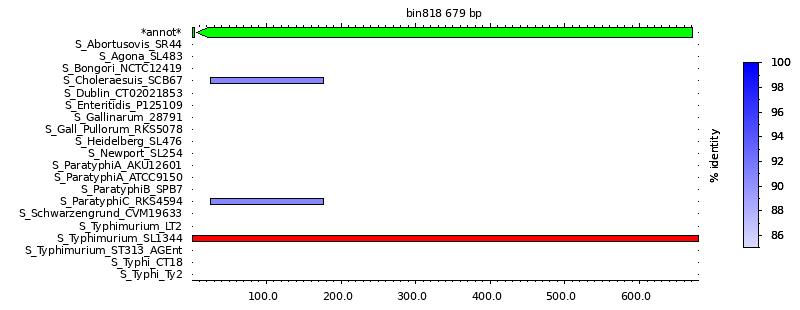 bin818 679 bp
*annot*
S_Abortusovis_SR44
S_Agona_SL483
S_Bongori_NCTC12419
S_Choleraesuis_SCB67
S_Dublin_CT02021853
S_Enteritidis_P125109
S_Gallinarum_28791
S_Gall_Pullorum_RKS5078
S_Heidelberg_SL476
S_Newport_SL254
S_ParatyphiA_AKU12601
S_ParatyphiA_ATCC9150
S_ParatyphiB_SPB7
S_ParatyphiC_RKS4594
S_Schwarzengrund_CVM19633
S_Typhimurium_LT2
S_Typhimurium_SL1344
S_Typhimurium_ST313_AGEnt
S_Typhi_CT18
S_Typhi_Ty2
100.0 200.0 300.0 400.0 500.0 600.0
% identity
100
98
96
94
92
90
88
86